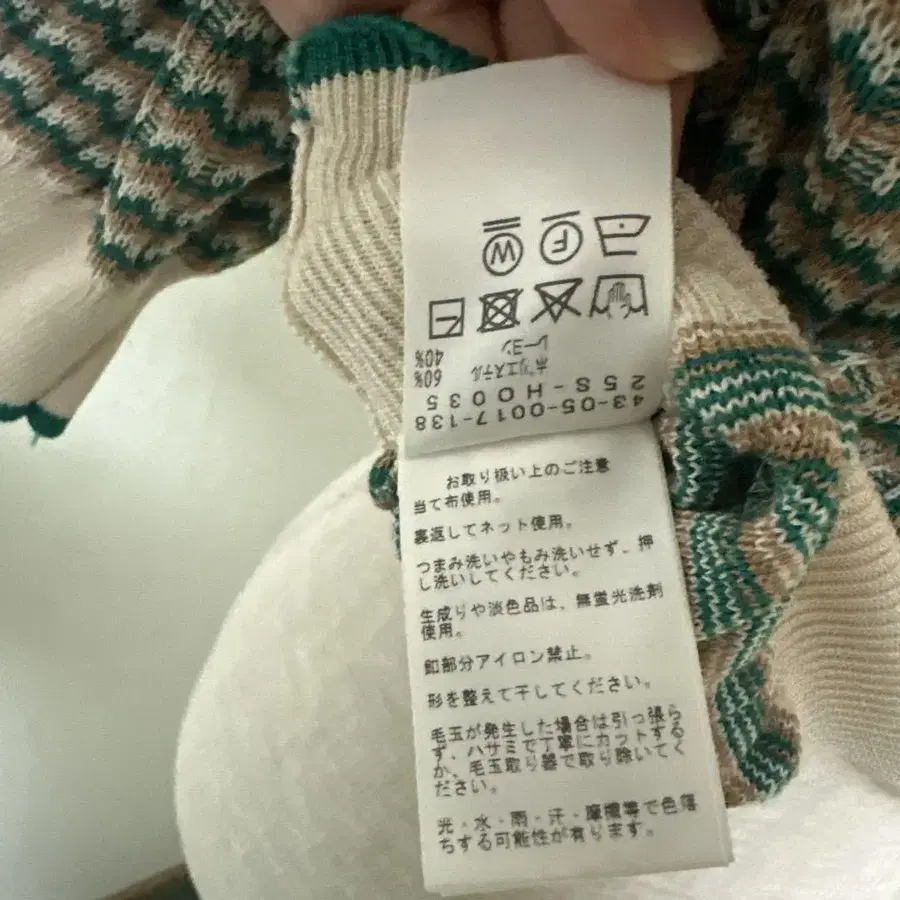 43-05-0017-138
25S-H0035
ポリエステル 60%
レーヨン 40%
W F
お取り扱い上のご注意
当て布使用。
裏返してネット使用。
つまみ洗いやもみ洗いせず、押
し洗いしてください。
生成りや淡色品は、無蛍光洗剤
使用。
釦部分アイロン禁止。
形を整えて干してください。
毛玉が発生した場合は引っ張ら
ず、ハサミで丁寧にカットする
か、毛玉取り器で取り除いてく
ださい。
光・水・雨・汗・摩擦等で色落
ちする可能性が有ります。